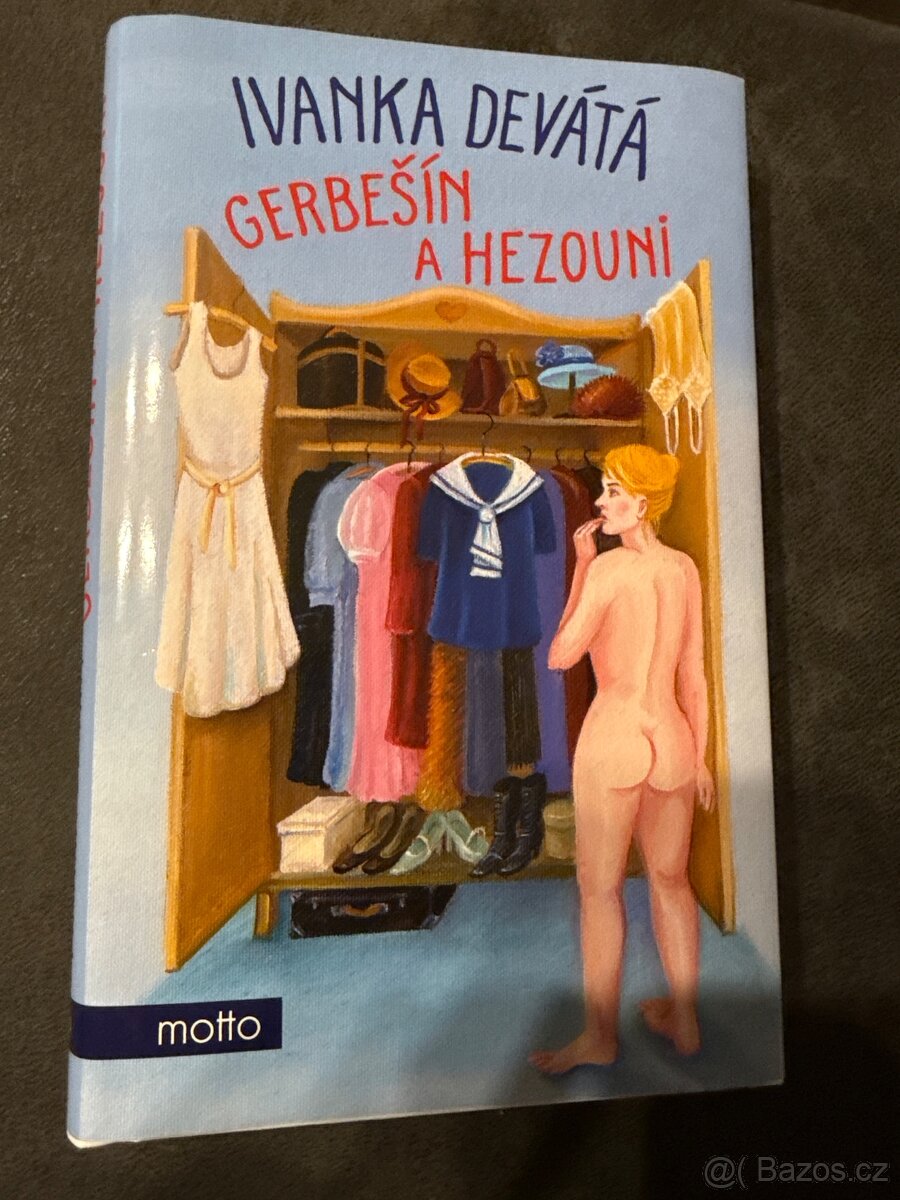 IVANKA DEVÁTÁ
GERBEŠÍN
A HEZOUNI
motto
@( Bazos.cz